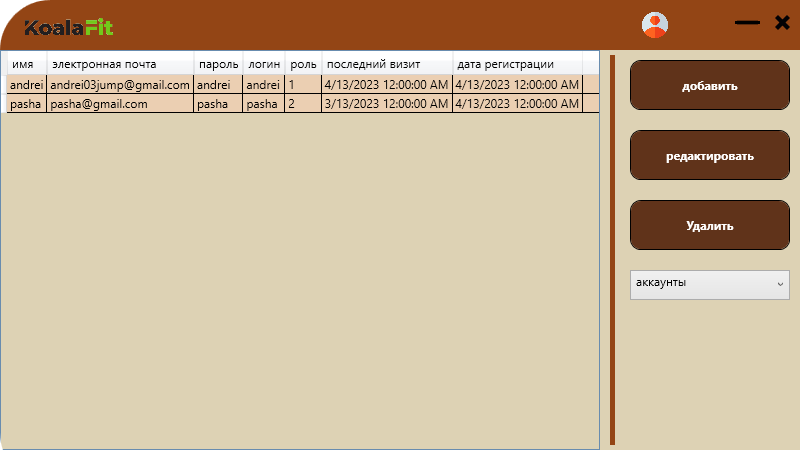 KoalaFit
имя электронная почта пароль логин роль последний визит дата регистрации
andrei andrei03jump@gmail.com andrei andrei 1 4/13/2023 12:00:00 AM 4/13/2023 12:00:00 AM
pasha pasha@gmail.com pasha pasha 2 3/13/2023 12:00:00 AM 4/13/2023 12:00:00 AM
добавить
редактировать
Удалить
аккаунты